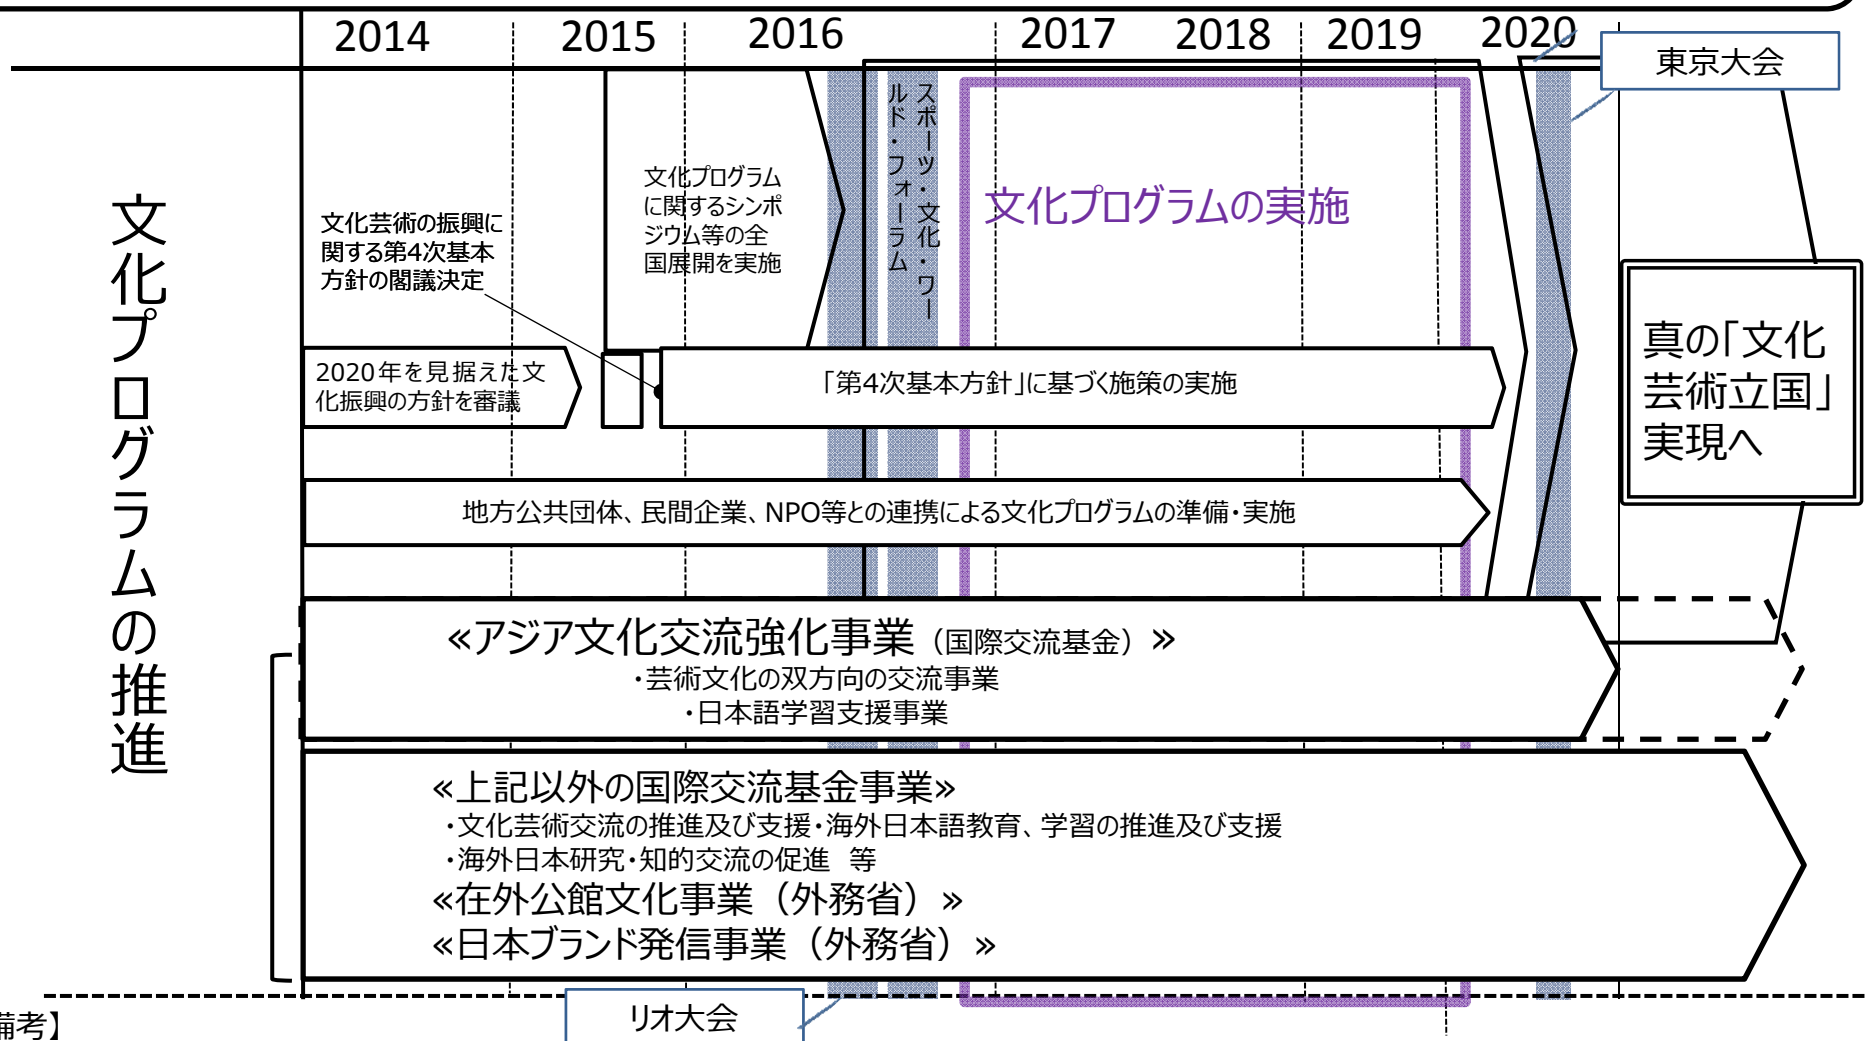 2014 2015 2016 2017 2018 2019 2020
東京大会
文化プログラムの推進
文化芸術の振興に
関する第4次基本
方針の閣議決定
文化プログラム
に関するシンポ
ジウム等の全
国展開を実施
スポーツ・文化・ワー
ルド・フォーラム
文化プログラムの実施
2020年を見据えた文
化振興の方針を審議
「第4次基本方針」に基づく施策の実施
真の「文化
芸術立国」
実現へ
地方公共団体、民間企業、NPO等との連携による文化プログラムの準備・実施
«アジア文化交流強化事業（国際交流基金）»
・芸術文化の双方向の交流事業
・日本語学習支援事業
«上記以外の国際交流基金事業»
・文化芸術交流の推進及び支援・海外日本語教育、学習の推進及び支援
・海外日本研究・知的交流の促進 等
«在外公館文化事業（外務省）»
«日本ブランド発信事業（外務省）»
リオ大会
備考】